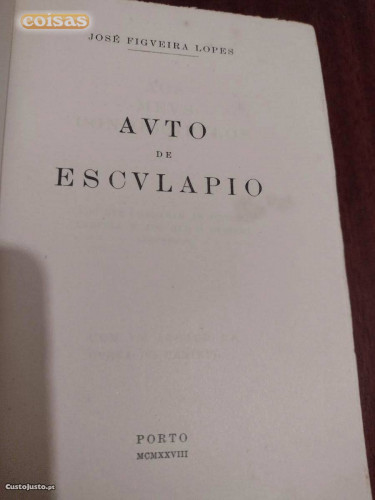 coisas
JOSÉ FIGVEIRA LOPES
AVTO
DE
ESCVLAPIO
PORTO
MCMXXVIII
CustoJusto.pt